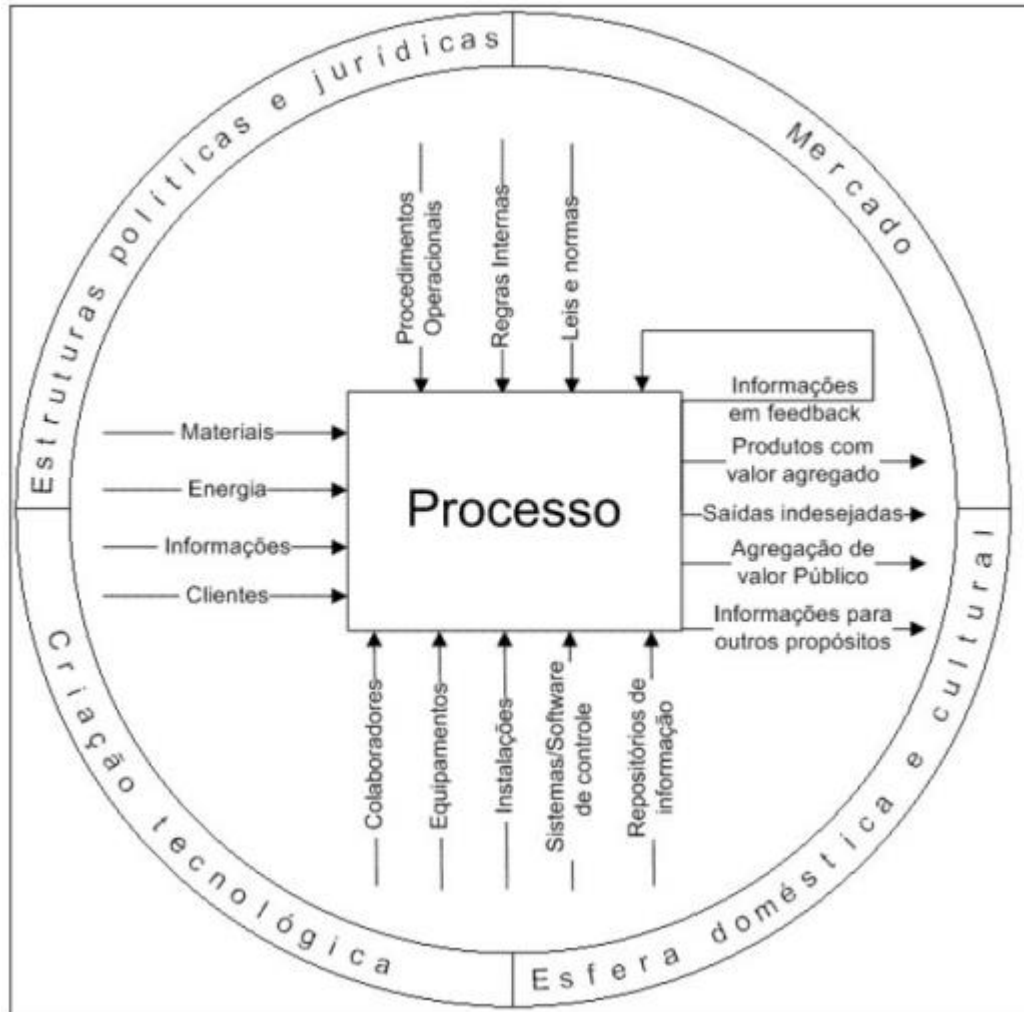 Estruturas políticas e jurídicas
Mercado
Procedimentos
Operacionais
Regras Internas
Leis e normas
Informações
em feedback
Materiais
Energia
Informações
Clientes
Processo
Produtos com
valor agregado
Saídas indesejadas
Agregação de
valor Público
Informações para
outros propósitos
Colaboradores
Equipamentos
Instalações
Sistemas/Software
de controle
Repositórios de
informação
Criação tecnológica
Esfera doméstica e cultural